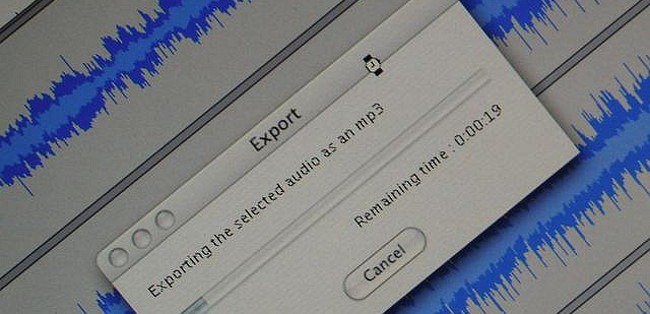 Export
Exporting the selected audio as an mp3
Remaining time : 0:00:19
Cancel